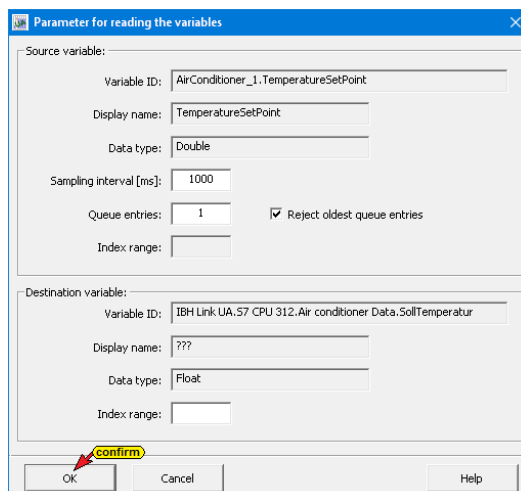 Parameter for reading the variables
Source variable:
Variable ID: AirConditioner_1.TemperatureSetPoint
Display name: TemperatureSetPoint
Data type: Double
Sampling interval [ms]: 1000
Queue entries: 1 Reject oldest queue entries
Index range:
Destination variable:
Variable ID: IBH Link UA.S7 CPU 312.Air conditioner Data.SollTemperatur
Display name: ???
Data type: Float
Index range:
confirm
OK Cancel Help